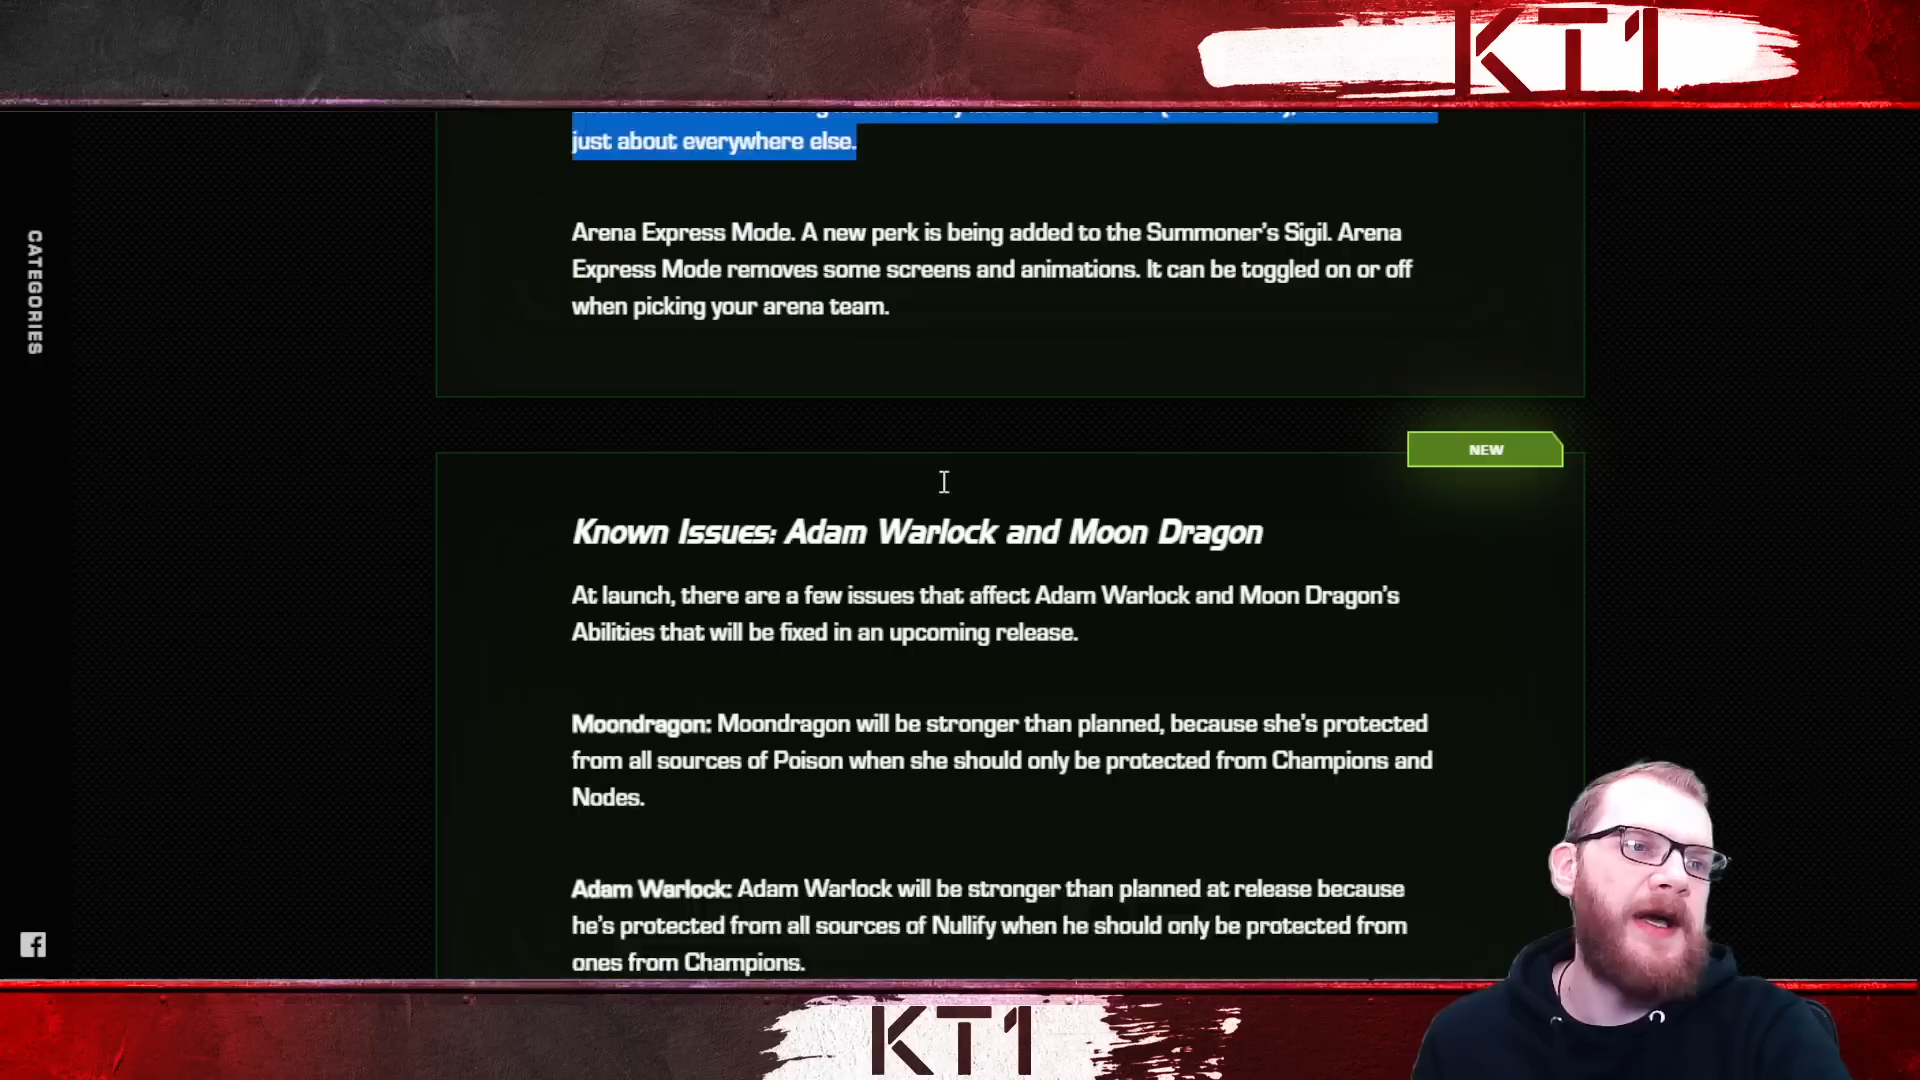 KT1
just about everywhere else.
Arena Express Mode. A new perk is being added to the Summoner's Sigil. Arena
Express Mode removes some screens and animations. It can be toggled on or off
when picking your arena team.
CATEGORIES
NEW
Known Issues: Adam Warlock and Moon Dragon
At launch, there are a few issues that affect Adam Warlock and Moon Dragon's
Abilities that will be fixed in an upcoming release.
Moondragon: Moondragon will be stronger than planned, because she's protected
from all sources of Poison when she should only be protected from Champions and
Nodes.
Adam Warlock: Adam Warlock will be stronger than planned at release because
he's protected from all sources of Nullify when he should only be protected from
ones from Champions.
KT1